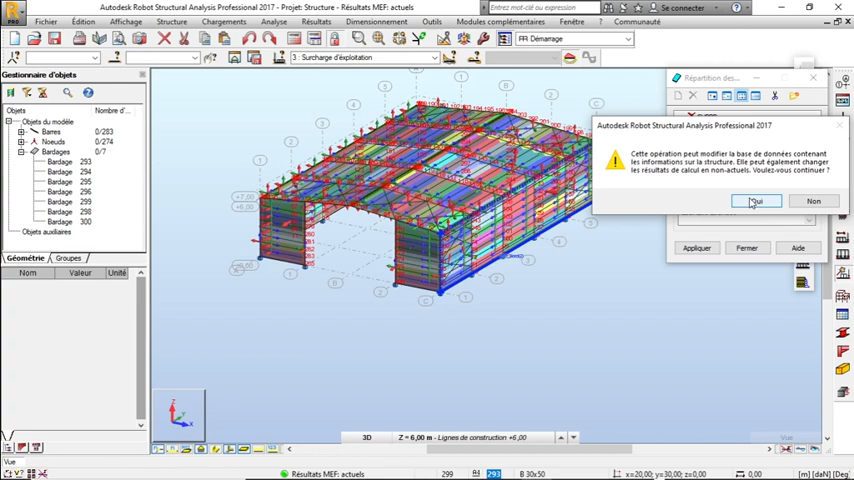 Autodesk Robot Structural Analysis Professional 2017 - Projet: Structure - Résultats MEF: actuels
Entrez mot-clé ou expression
Se connecter
PRO
Fichier Édition Affichage Structure Chargements Analyse Résultats Dimensionnement Outils Modules complémentaires Fenêtre ? Communauté
Démarrage
3 : Surcharge d'éxploitation
Gestionnaire d'objets
Objets Nombre d'...
Objets du modèle
Barres 0/283
Noeuds 0/274
Bardages 0/7
Bardage 293
Bardage 294
Bardage 295
Bardage 296
Bardage 299
Bardage 298
Bardage 300
Objets auxiliaires
Géométrie Groupes
Nom Valeur Unité
Répartition des...
Autodesk Robot Structural Analysis Professional 2017
Cette opération peut modifier la base de données contenant
les informations sur la structure. Elle peut également changer
les résultats de calcul en non-actuels. Voulez-vous continuer ?
Oui Non
Appliquer Fermer Aide
3D Z = 6,00 m - Lignes de construction +6,00
Vue
Vue
Résultats MEF: actuels 299 293 B 30x50 x=20,00; y=30,00; z=0,00 0,00 [m] [daN] [Deg]